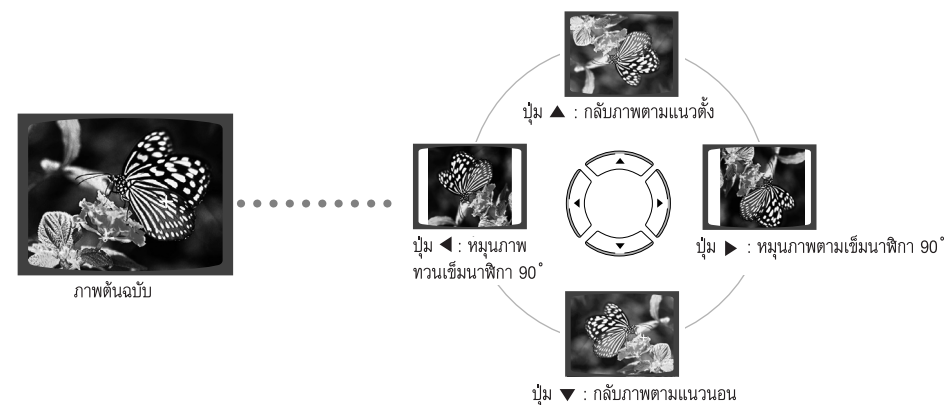 ปุ่ม ▲ : กลับภาพตามแนวตั้ง
ปุ่ม ◀ : หมุนภาพ
ทวนเข็มนาฬิกา 90˚
ปุ่ม ▶ : หมุนภาพตามเข็มนาฬิกา 90˚
ภาพต้นฉบับ
ปุ่ม ▼ : กลับภาพตามแนวนอน